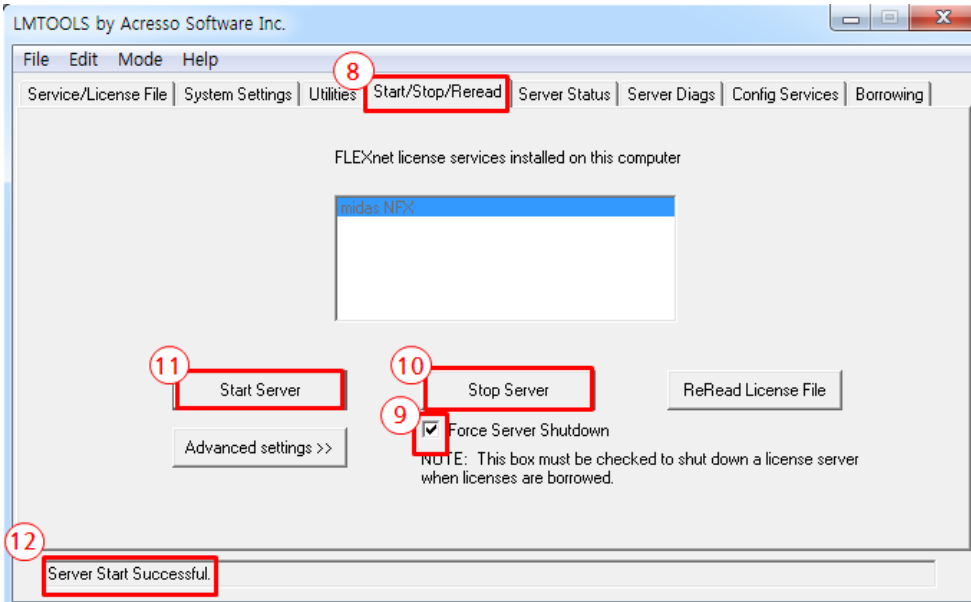 LMTOOLS by Acresso Software Inc.
File Edit Mode Help
8
Service/License File System Settings Utilities Start/Stop/Reread Server Status Server Diags Config Services Borrowing
FLEXnet license services installed on this computer
midas NFX
11 10
Start Server Stop Server ReRead License File
9
Advanced settings >> Force Server Shutdown
NOTE: This box must be checked to shut down a license server
when licenses are borrowed.
12
Server Start Successful.